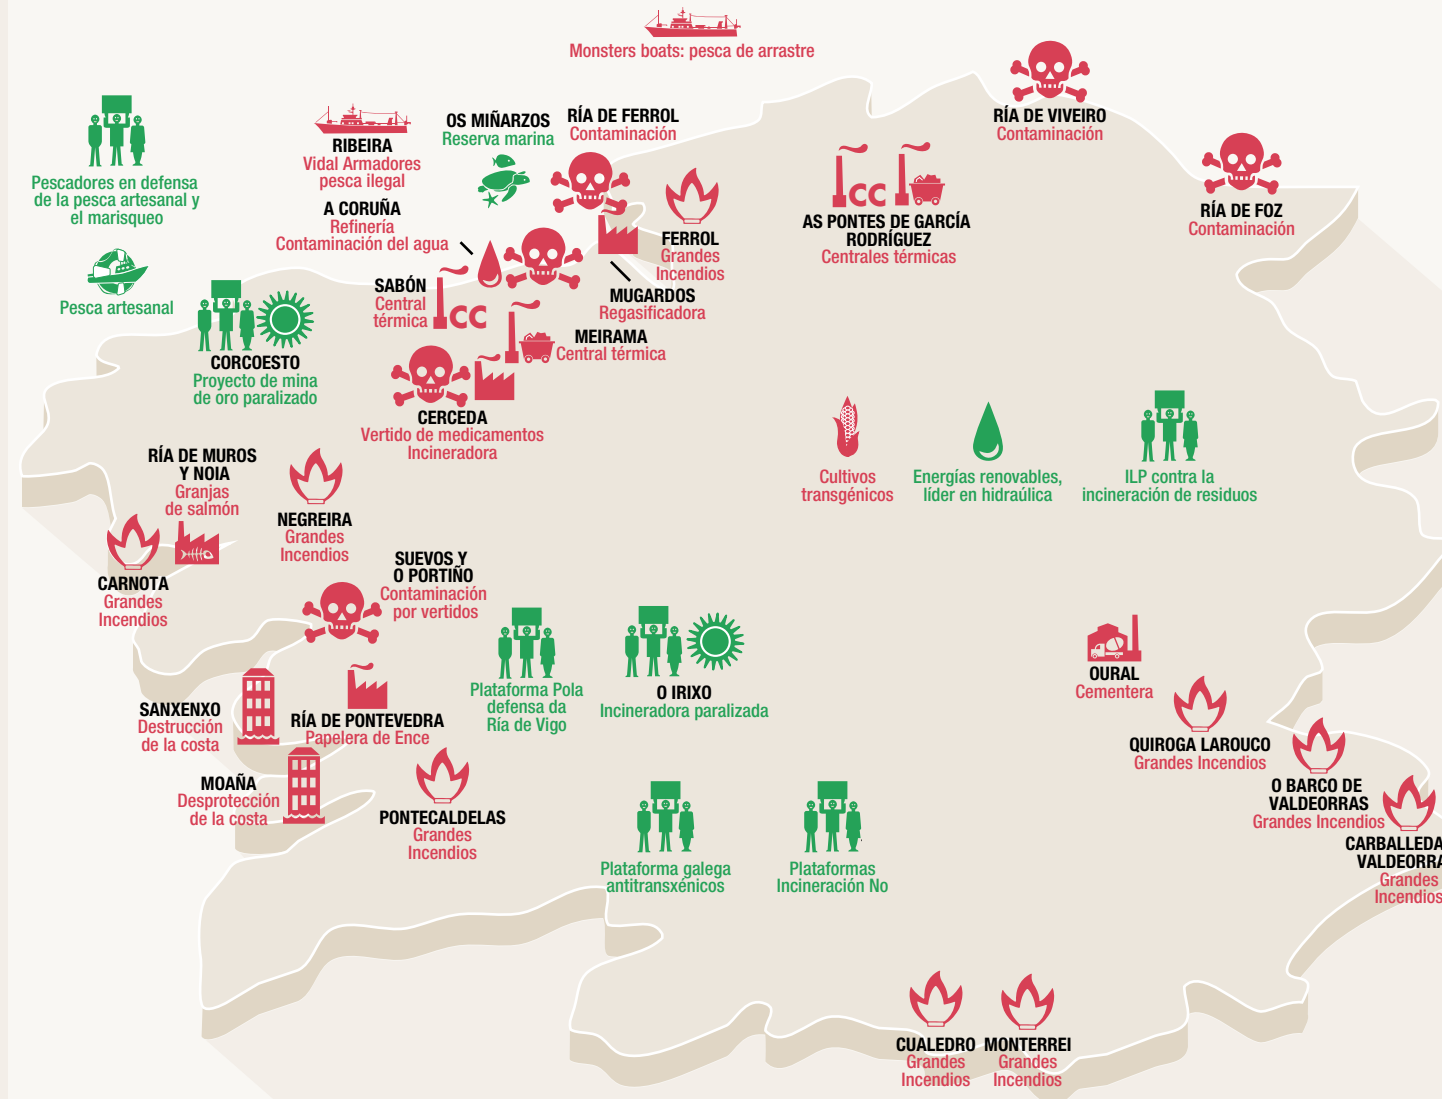 Monsters boats: pesca de arrastre
Pescadores en defensa
de la pesca artesanal y
el marisqueo
Pesca artesanal
RIBEIRA
Vidal Armadores
pesca ilegal
OS MIÑARZOS
Reserva marina
RÍA DE FERROL
Contaminación
A CORUÑA
Refinería
Contaminación del agua
FERROL
Grandes
Incendios
MUGARDOS
Regasificadora
SABÓN
Central
térmica
CC
MEIRAMA
Central térmica
CORCOESTO
Proyecto de mina
de oro paralizado
CERCEDA
Vertido de medicamentos
Incineradora
CC
AS PONTES DE GARCÍA
RODRÍGUEZ
Centrales térmicas
RÍA DE VIVEIRO
Contaminación
RÍA DE FOZ
Contaminación
RÍA DE MUROS
Y NOIA
Granjas
de salmón
NEGREIRA
Grandes
Incendios
CARNOTA
Grandes
Incendios
SUEVOS Y
O PORTIÑO
Contaminación
por vertidos
Cultivos
transgénicos
Energías renovables,
líder en hidraúlica
ILP contra la
incineración de residuos
SANXENXO
Destrucción
de la costa
RÍA DE PONTEVEDRA
Papelera de Ence
Plataforma Pola
defensa da
Ría de Vigo
O IRIXO
Incineradora paralizada
MOAÑA
Desprotección
de la costa
PONTECALDELAS
Grandes
Incendios
Plataforma galega
antitransxénicos
Plataformas
Incineración No
OURAL
Cementera
QUIROGA LAROUCO
Grandes Incendios
O BARCO DE
VALDEORRAS
Grandes Incendios
CARBALLEDA
VALDEORRA
Grandes
Incendios
CUALEDRO
Grandes
Incendios
MONTERREI
Grandes
Incendios